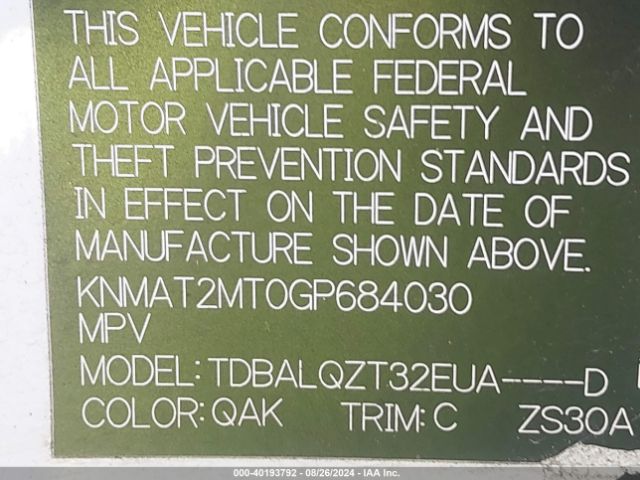 THIS VEHICLE CONFORMS TO
ALL APPLICABLE FEDERAL
MOTOR VEHICLE SAFETY AND
THEFT PREVENTION STANDARDS
IN EFFECT ON THE DATE OF
MANUFACTURE SHOWN ABOVE.
KNMAT2MT0GP684030
MPV
MODEL: TDBALQZT32EUA----D
COLOR: QAK TRIM: C ZS30A
000-40193792 - 08/26/2024 - IAA Inc.